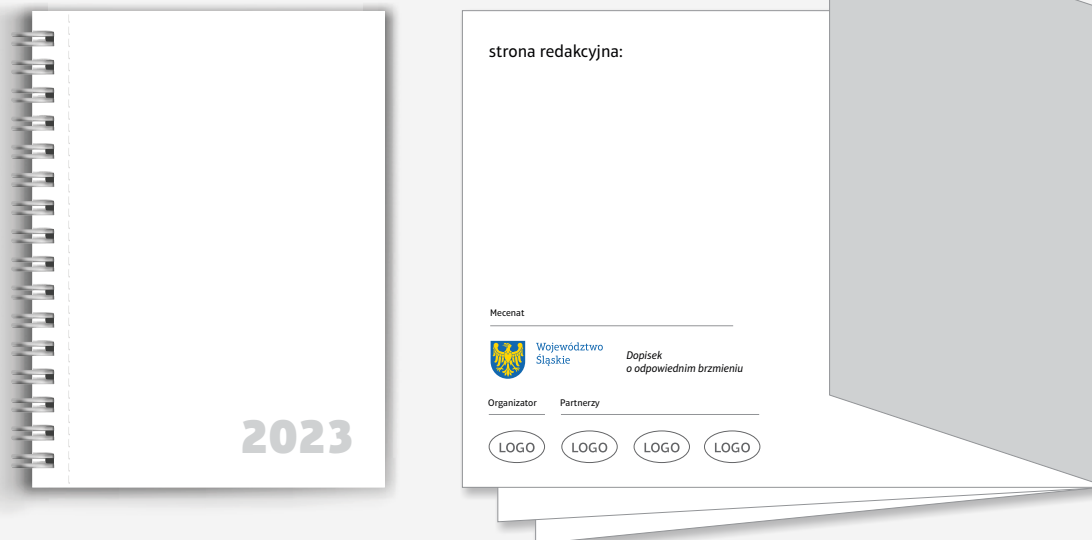 2023
strona redakcyjna:
Mecenat
Województwo
Śląskie
Dopisek
o odpowiednim brzmieniu
Organizator Partnerzy
LOGO LOGO LOGO LOGO